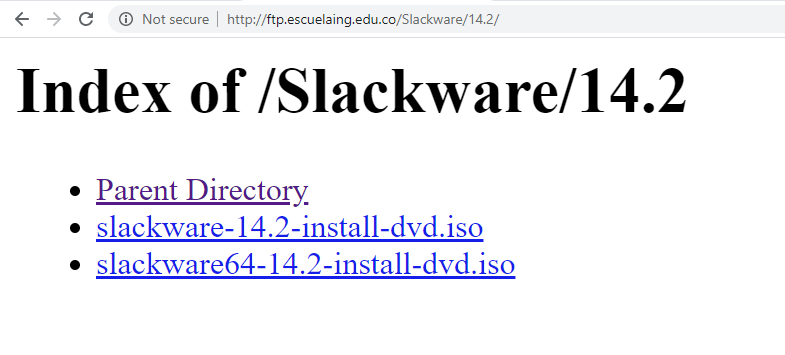 Not secure | http://ftp.escuelaing.edu.co/Slackware/14.2/
Index of /Slackware/14.2
Parent Directory
slackware-14.2-install-dvd.iso
slackware64-14.2-install-dvd.iso